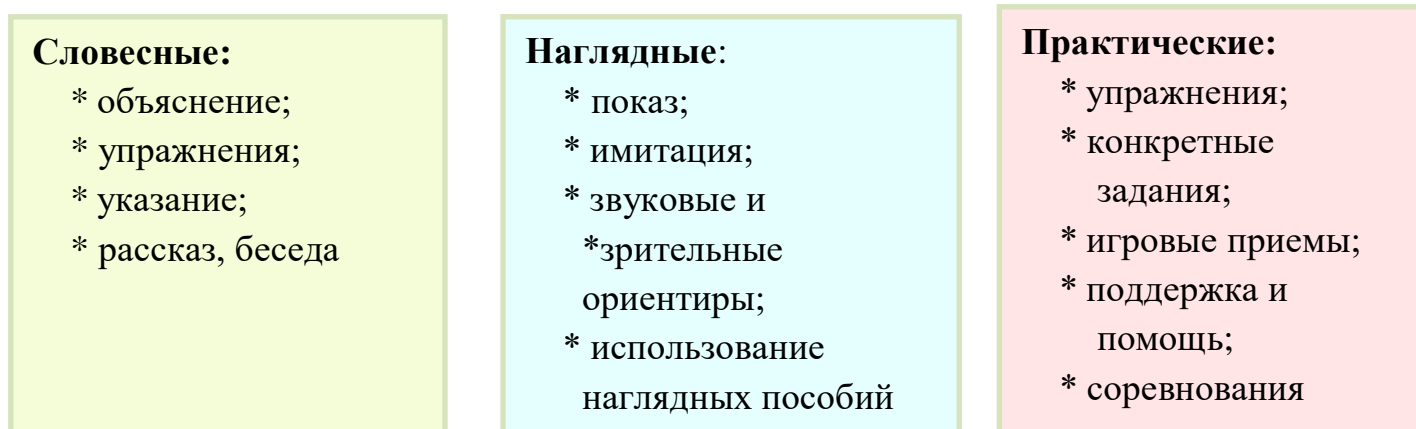 Словесные:
* объяснение;
* упражнения;
* указание;
* рассказ, беседа
Наглядные:
* показ;
* имитация;
* звуковые и
*зрительные
ориентиры;
* использование
наглядных пособий
Практические:
* упражнения;
* конкретные
задания;
* игровые приемы;
* поддержка и
помощь;
* соревнования